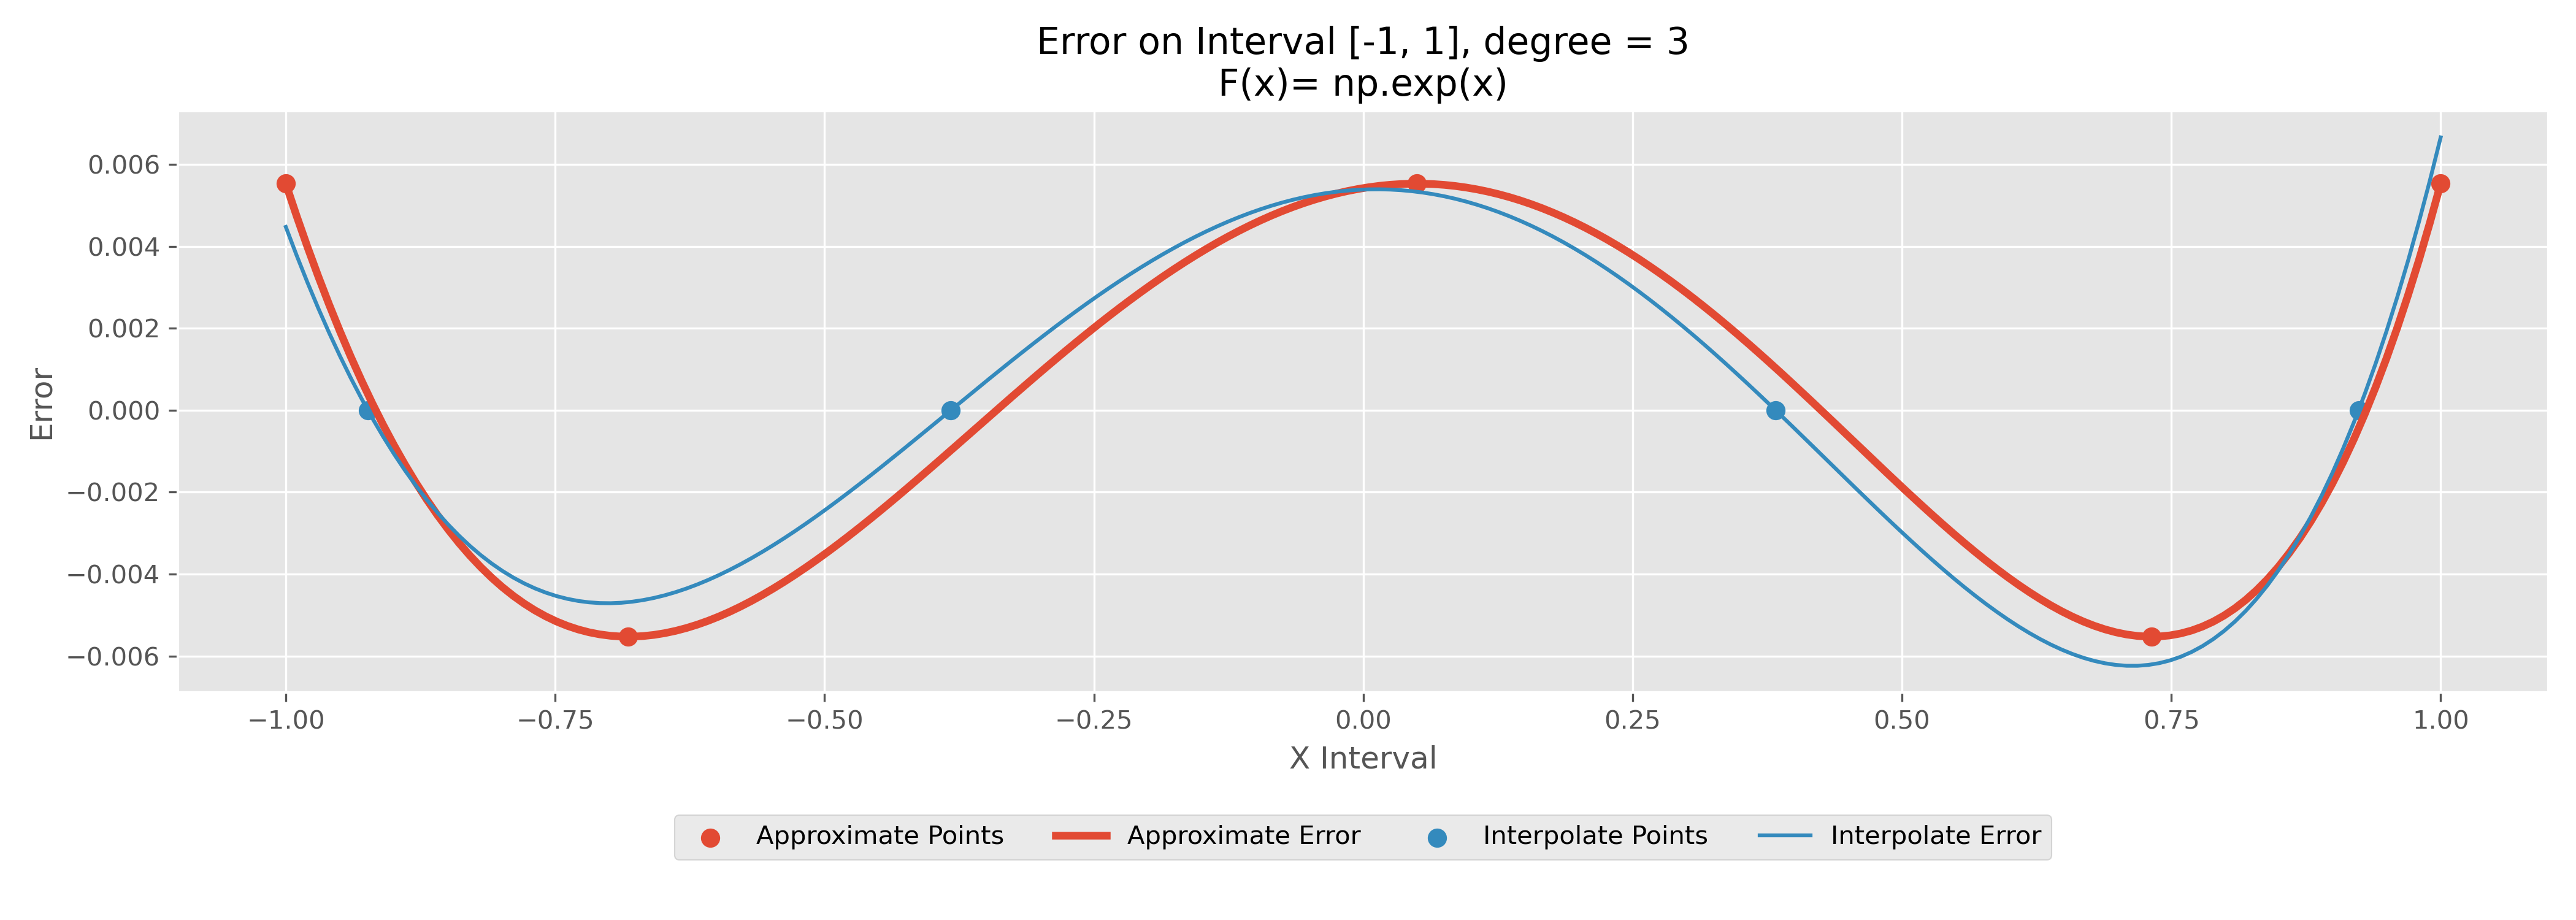 Error on Interval [-1, 1], degree = 3
F(x)= np.exp(x)
0.006
0.004
0.002
0.000
−0.002
−0.004
−0.006
Error
−1.00 −0.75 −0.50 −0.25 0.00 0.25 0.50 0.75 1.00
X Interval
Approximate Points Approximate Error Interpolate Points Interpolate Error